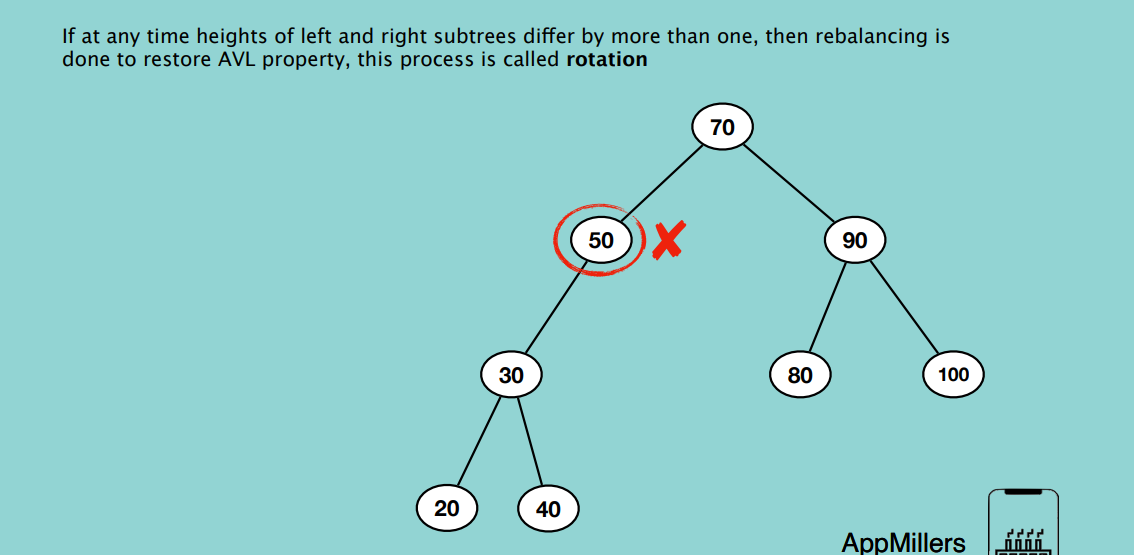 If at any time heights of left and right subtrees differ by more than one, then rebalancing is
done to restore AVL property, this process is called rotation
70
50
90
30
80
100
20
40
AppMillers